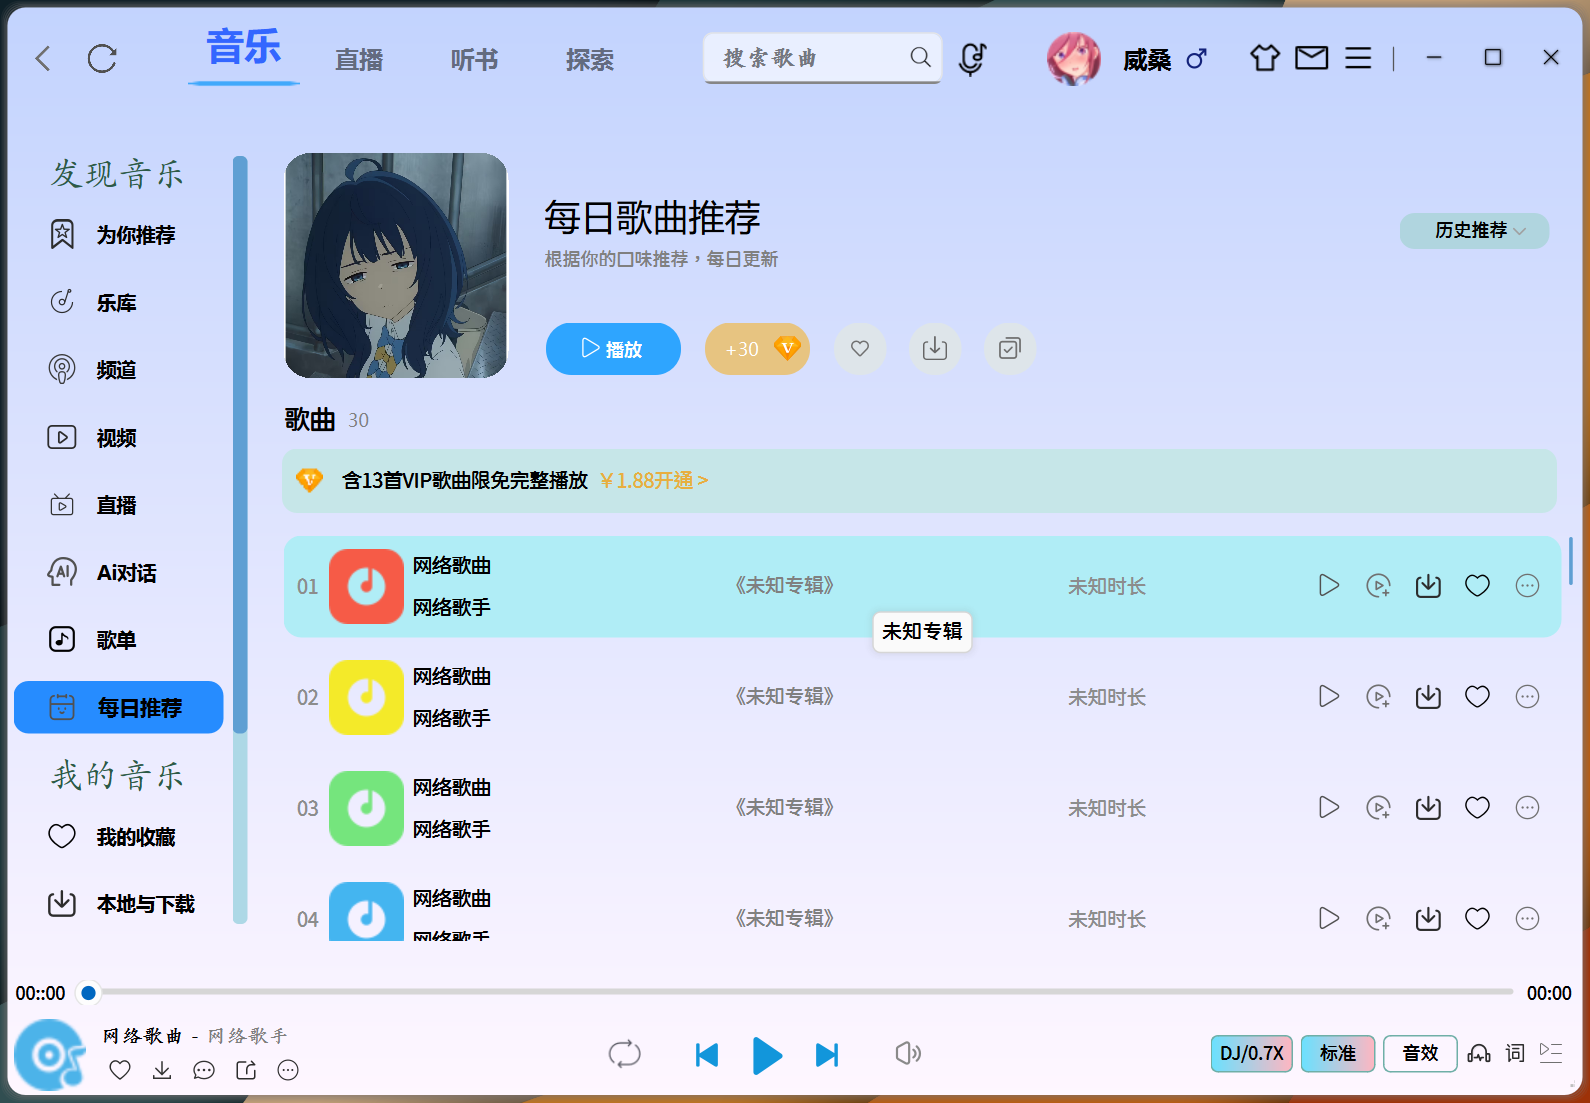 音乐 直播 听书 探索 搜索歌曲 威桑
发现音乐
为你推荐
乐库
频道
视频
直播
Ai对话
歌单
每日推荐
我的音乐
我的收藏
本地与下载
每日歌曲推荐
根据你的口味推荐，每日更新
历史推荐
播放 +30 V
歌曲 30
V 含13首VIP歌曲限免完整播放 ￥1.88开通 >
01 网络歌曲 《未知专辑》 未知时长
网络歌手
未知专辑
02 网络歌曲 《未知专辑》 未知时长
网络歌手
03 网络歌曲 《未知专辑》 未知时长
网络歌手
04 网络歌曲 《未知专辑》 未知时长
网络歌手
00::00 00:00
网络歌曲 - 网络歌手
DJ/0.7X 标准 音效 词